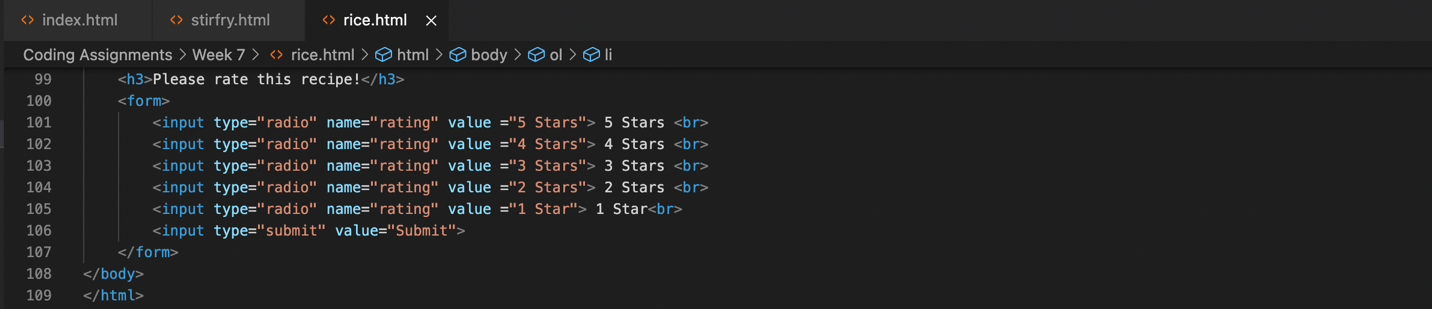 index.html stirfry.html rice.html
Coding Assignments > Week 7 > rice.html > html > body > ol > li
99 <h3>Please rate this recipe!</h3>
100 <form>
101 <input type="radio" name="rating" value ="5 Stars"> 5 Stars <br>
102 <input type="radio" name="rating" value ="4 Stars"> 4 Stars <br>
103 <input type="radio" name="rating" value ="3 Stars"> 3 Stars <br>
104 <input type="radio" name="rating" value ="2 Stars"> 2 Stars <br>
105 <input type="radio" name="rating" value ="1 Star"> 1 Star<br>
106 <input type="submit" value="Submit">
107 </form>
108 </body>
109 </html>